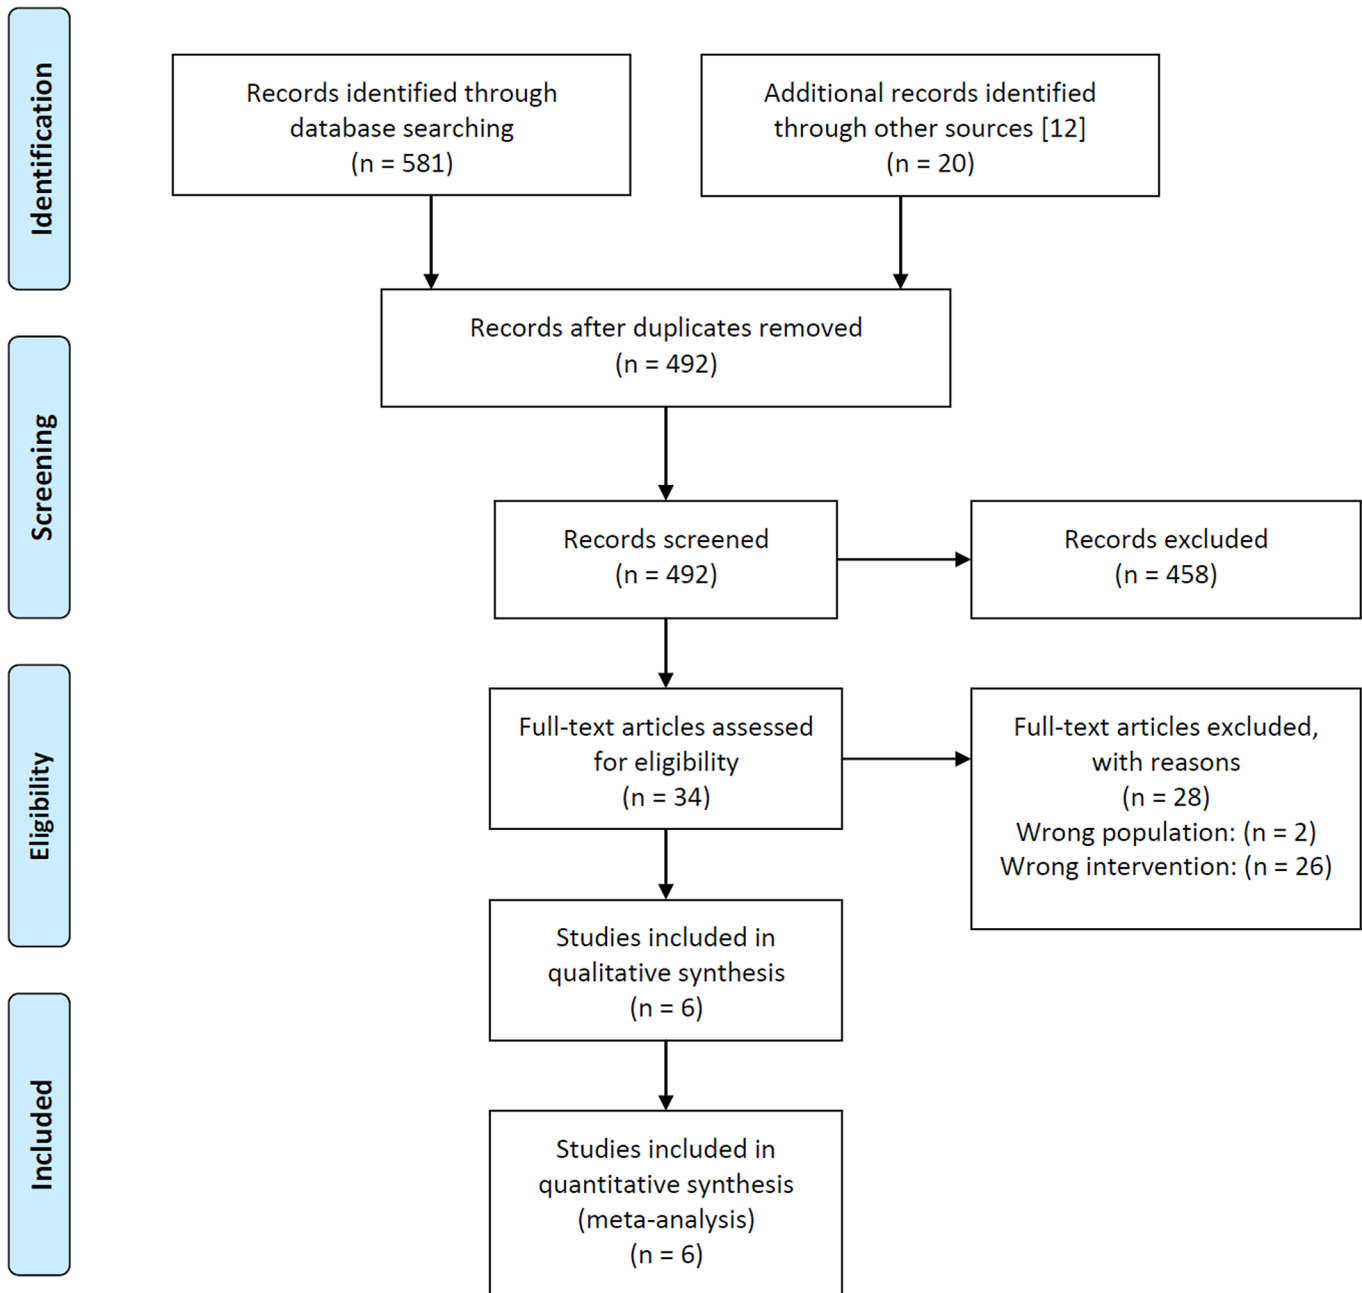 Identification
Records identified through
database searching
(n = 581)
Additional records identified
through other sources [12]
(n = 20)
Records after duplicates removed
(n = 492)
Screening
Records screened
(n = 492)
Records excluded
(n = 458)
Eligibility
Full-text articles assessed
for eligibility
(n = 34)
Full-text articles excluded,
with reasons
(n = 28)
Wrong population: (n = 2)
Wrong intervention: (n = 26)
Studies included in
qualitative synthesis
(n = 6)
Included
Studies included in
quantitative synthesis
(meta-analysis)
(n = 6)